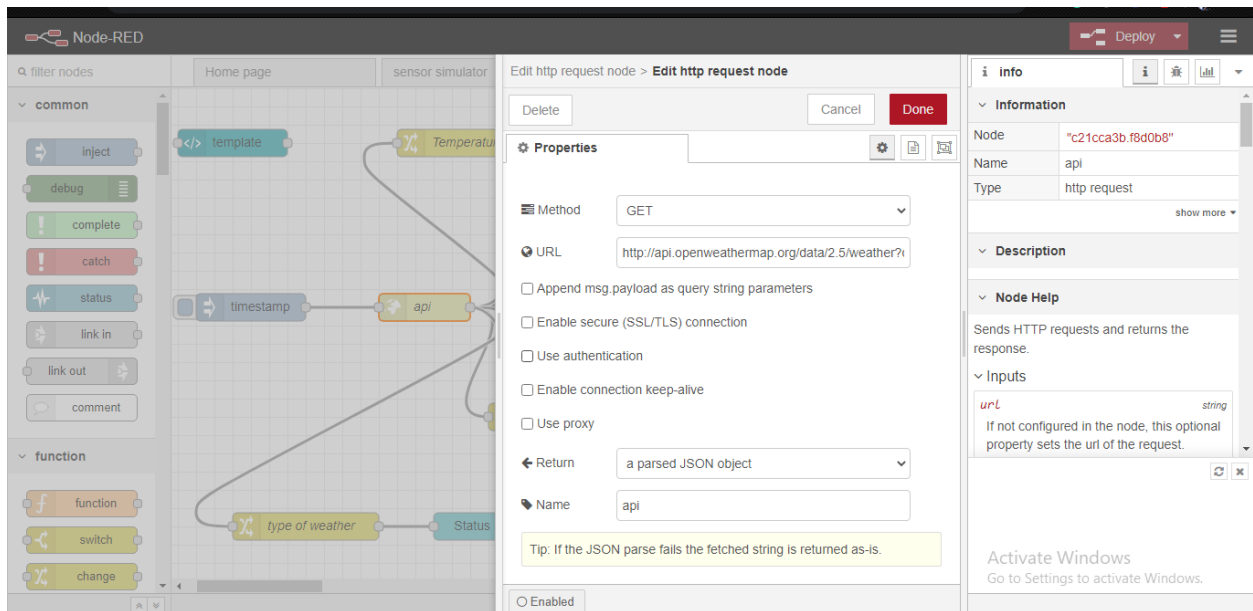 Node-RED
Deploy
filter nodes
Home page
sensor simulator
common
inject
debug
complete
catch
status
link in
link out
comment
function
function
switch
change
template
timestamp
api
type of weather
Status
Edit http request node > Edit http request node
Delete
Cancel
Done
Properties
Method
GET
URL
http://api.openweathermap.org/data/2.5/weather?
Append msg.payload as query string parameters
Enable secure (SSL/TLS) connection
Use authentication
Enable connection keep-alive
Use proxy
Return
a parsed JSON object
Name
api
Tip: If the JSON parse fails the fetched string is returned as-is.
Enabled
info
Information
Node
"c21cca3b.f8d0b8"
Name
api
Type
http request
show more
Description
Node Help
Sends HTTP requests and returns the
response.
Inputs
url
string
If not configured in the node, this optional
property sets the url of the request.
Activate Windows
Go to Settings to activate Windows.